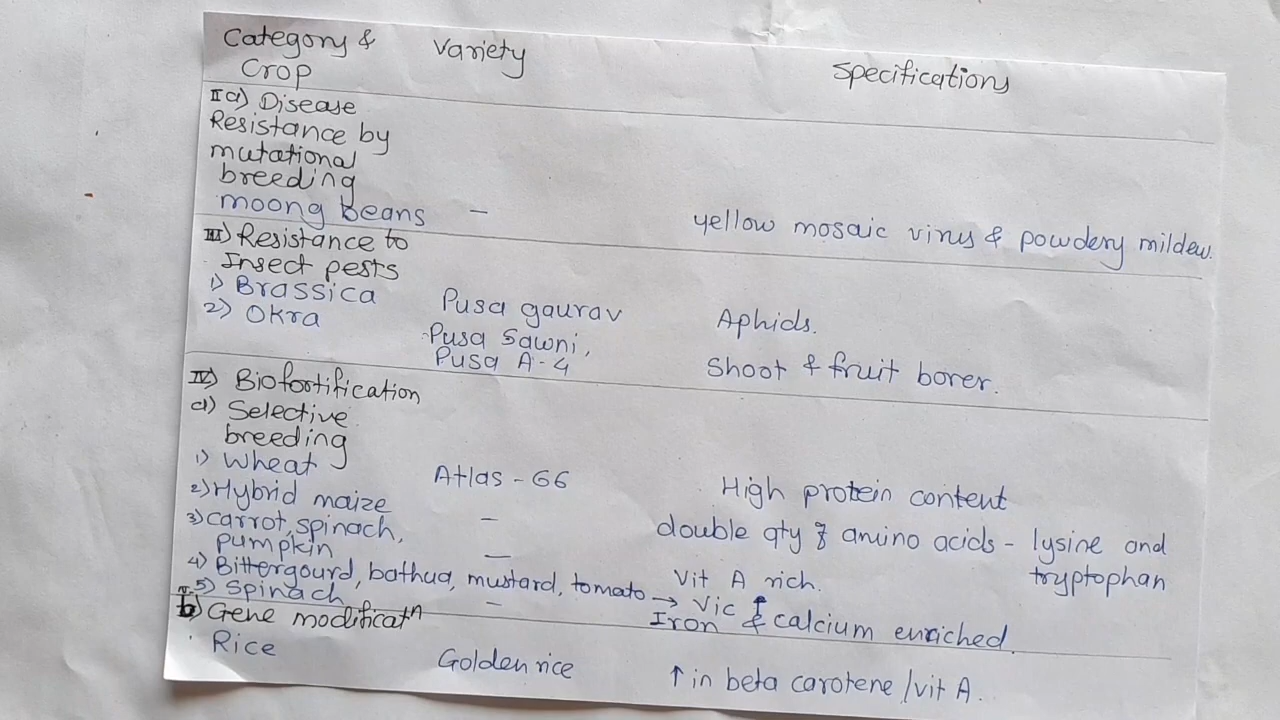 Category & Variety Specifications
Crop
II a) Disease
Resistance by
mutational
breeding
moong beans - yellow mosaic virus & powdery mildew.
III) Resistance to
Insect pests
1) Brassica Pusa gaurav Aphids.
2) Okra Pusa Sawni,
Pusa A-4 Shoot & fruit borer.
IV) Biofortification
a) Selective
breeding
1) Wheat Atlas-66 High protein content
2) Hybrid maize - double qty of amino acids - lysine and
tryptophan
3) carrot, spinach,
pumpkin - Vit A rich.
4) Bittergourd, bathua, mustard, tomato → Vic ↑
5) Spinach - Iron & calcium enriched.
b) Gene modificatn
Rice Golden rice ↑ in beta carotene/vit A.